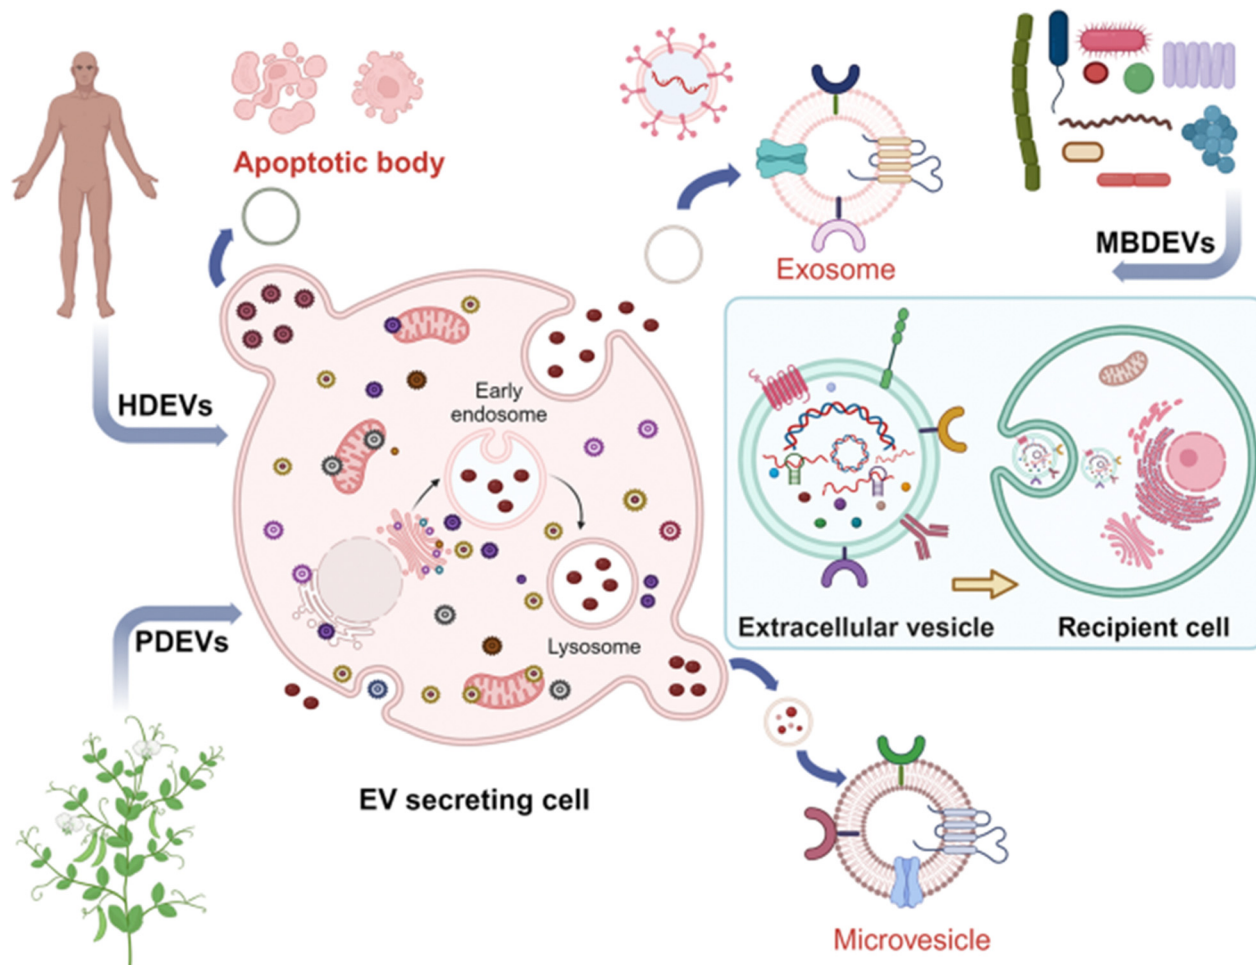 Apoptotic body
Exosome
MBDEVs
HDEVs
Early
endosome
Lysosome
PDEVs
Extracellular vesicle
Recipient cell
EV secreting cell
Microvesicle